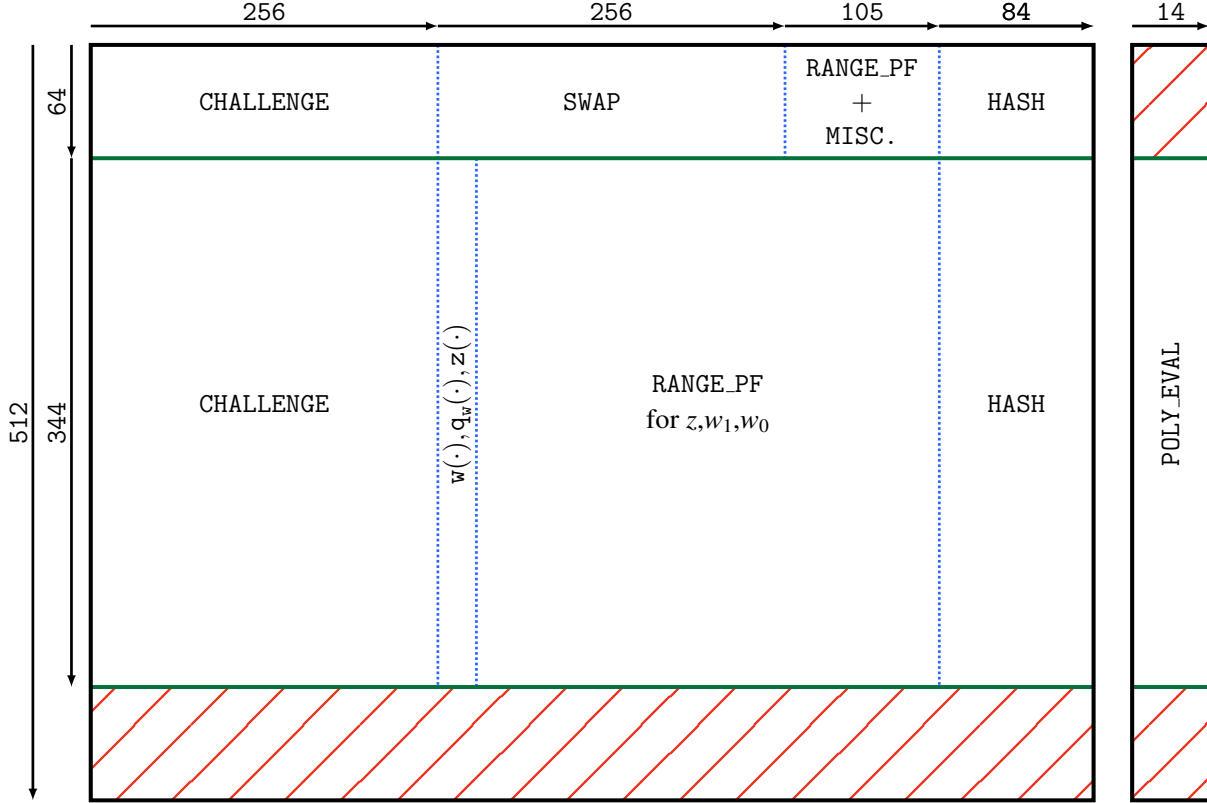 256 256 105 84 14
64 CHALLENGE SWAP RANGE_PF + MISC. HASH
512 344 CHALLENGE w(·), q_w(·), z(·) RANGE_PF for z,w₁,w₀ HASH POLY_EVAL